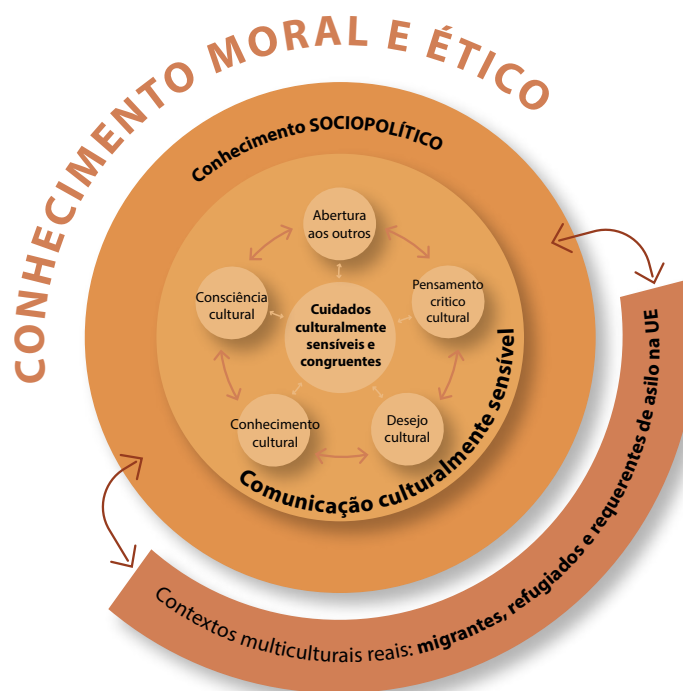 CONHECIMENTO MORAL E ÉTICO
Conhecimento SOCIOPOLÍTICO
Abertura
aos outros
Consciência
cultural
Pensamento
critico
cultural
Cuidados
culturalmente
sensíveis e
congruentes
Conhecimento
cultural
Desejo
cultural
Comunicação culturalmente sensível
Contextos multiculturais reais: migrantes, refugiados e requerentes de asilo na UE